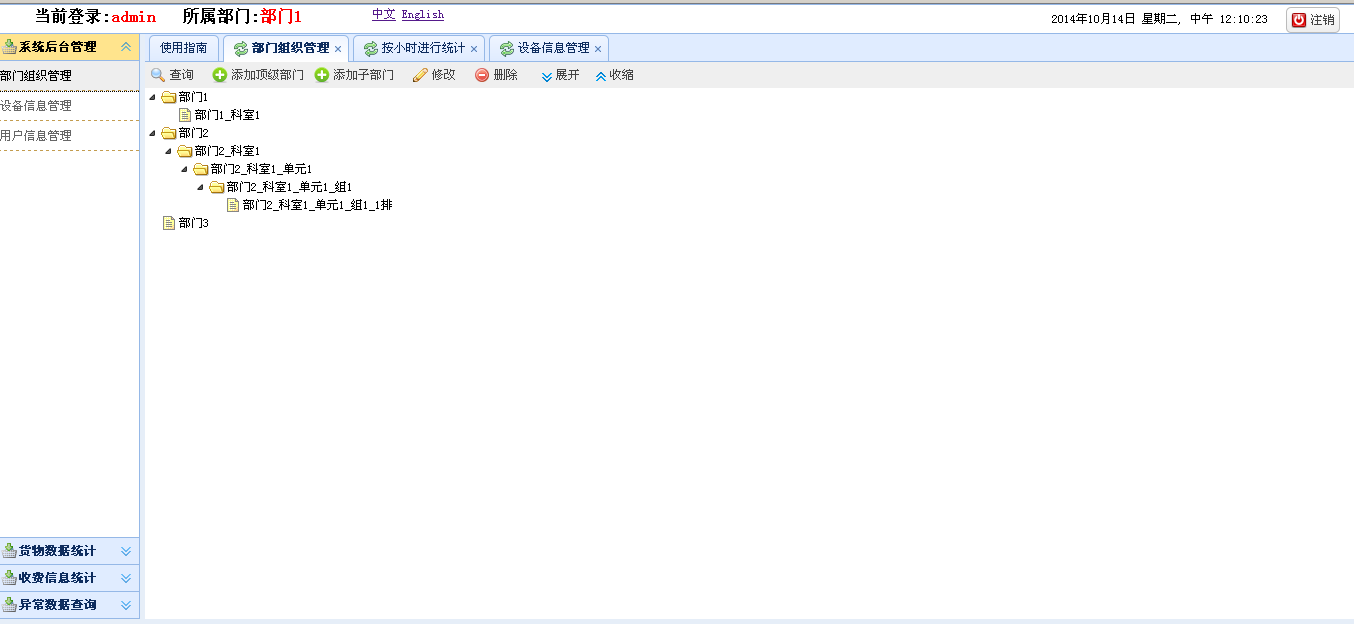 当前登录:admin 所属部门:部门1 中文 English 2014年10月14日 星期二, 中午 12:10:23 注销
系统后台管理
部门组织管理
设备信息管理
用户信息管理
货物数据统计
收费信息统计
异常数据查询
使用指南 部门组织管理 按小时进行统计 设备信息管理
查询 添加顶级部门 添加子部门 修改 删除 展开 收缩
部门1
部门1_科室1
部门2
部门2_科室1
部门2_科室1_单元1
部门2_科室1_单元1_组1
部门2_科室1_单元1_组1_1排
部门3